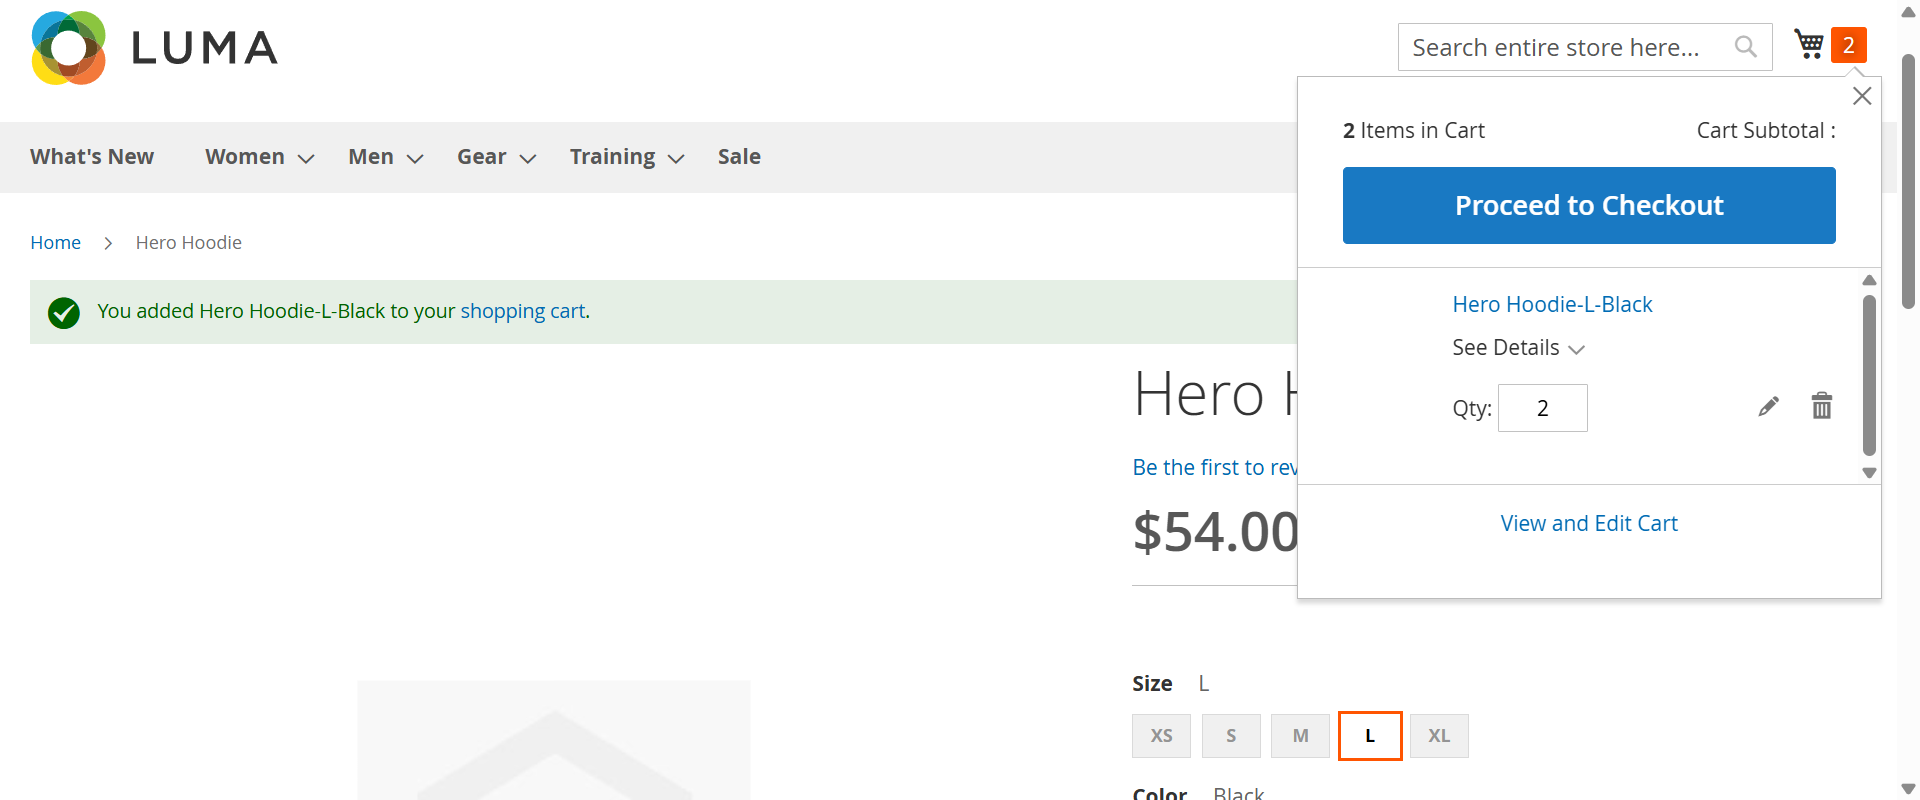 LUMA
Search entire store here...
2
What's New Women Men Gear Training Sale
2 Items in Cart Cart Subtotal :
Proceed to Checkout
Home Hero Hoodie
You added Hero Hoodie-L-Black to your shopping cart.
Hero Hoodie-L-Black
See Details
Qty: 2
View and Edit Cart
Hero
Be the first to
$54.00
Size L
XS S M L XL
Color Black